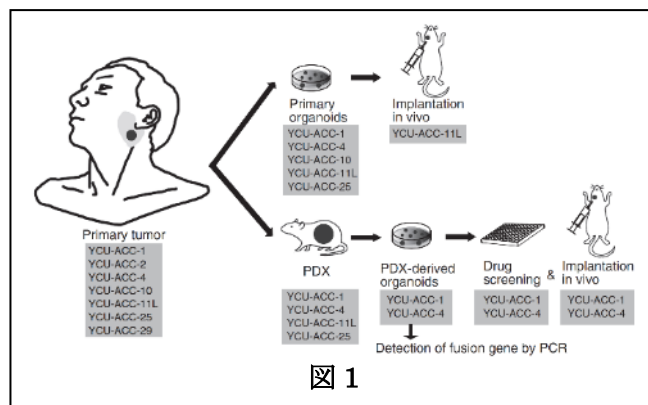 Primary tumor
YCU-ACC-1
YCU-ACC-2
YCU-ACC-4
YCU-ACC-10
YCU-ACC-11L
YCU-ACC-25
YCU-ACC-29
Primary
organoids
YCU-ACC-1
YCU-ACC-4
YCU-ACC-10
YCU-ACC-11L
YCU-ACC-25
Implantation
in vivo
YCU-ACC-11L
PDX
YCU-ACC-1
YCU-ACC-4
YCU-ACC-11L
YCU-ACC-25
PDX-derived
organoids
YCU-ACC-1
YCU-ACC-4
Detection of fusion gene by PCR
Drug
screening
YCU-ACC-1
YCU-ACC-4
&
Implantation
in vivo
YCU-ACC-1
YCU-ACC-4
図 1